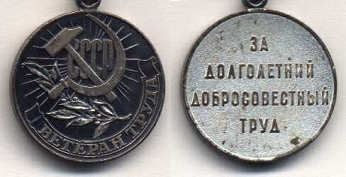 СССР
ВЕТЕРАН ТРУДА
ЗА
ДОЛГОЛЕТНИЙ
ДОБРОСОВЕСТНЫЙ
ТРУД